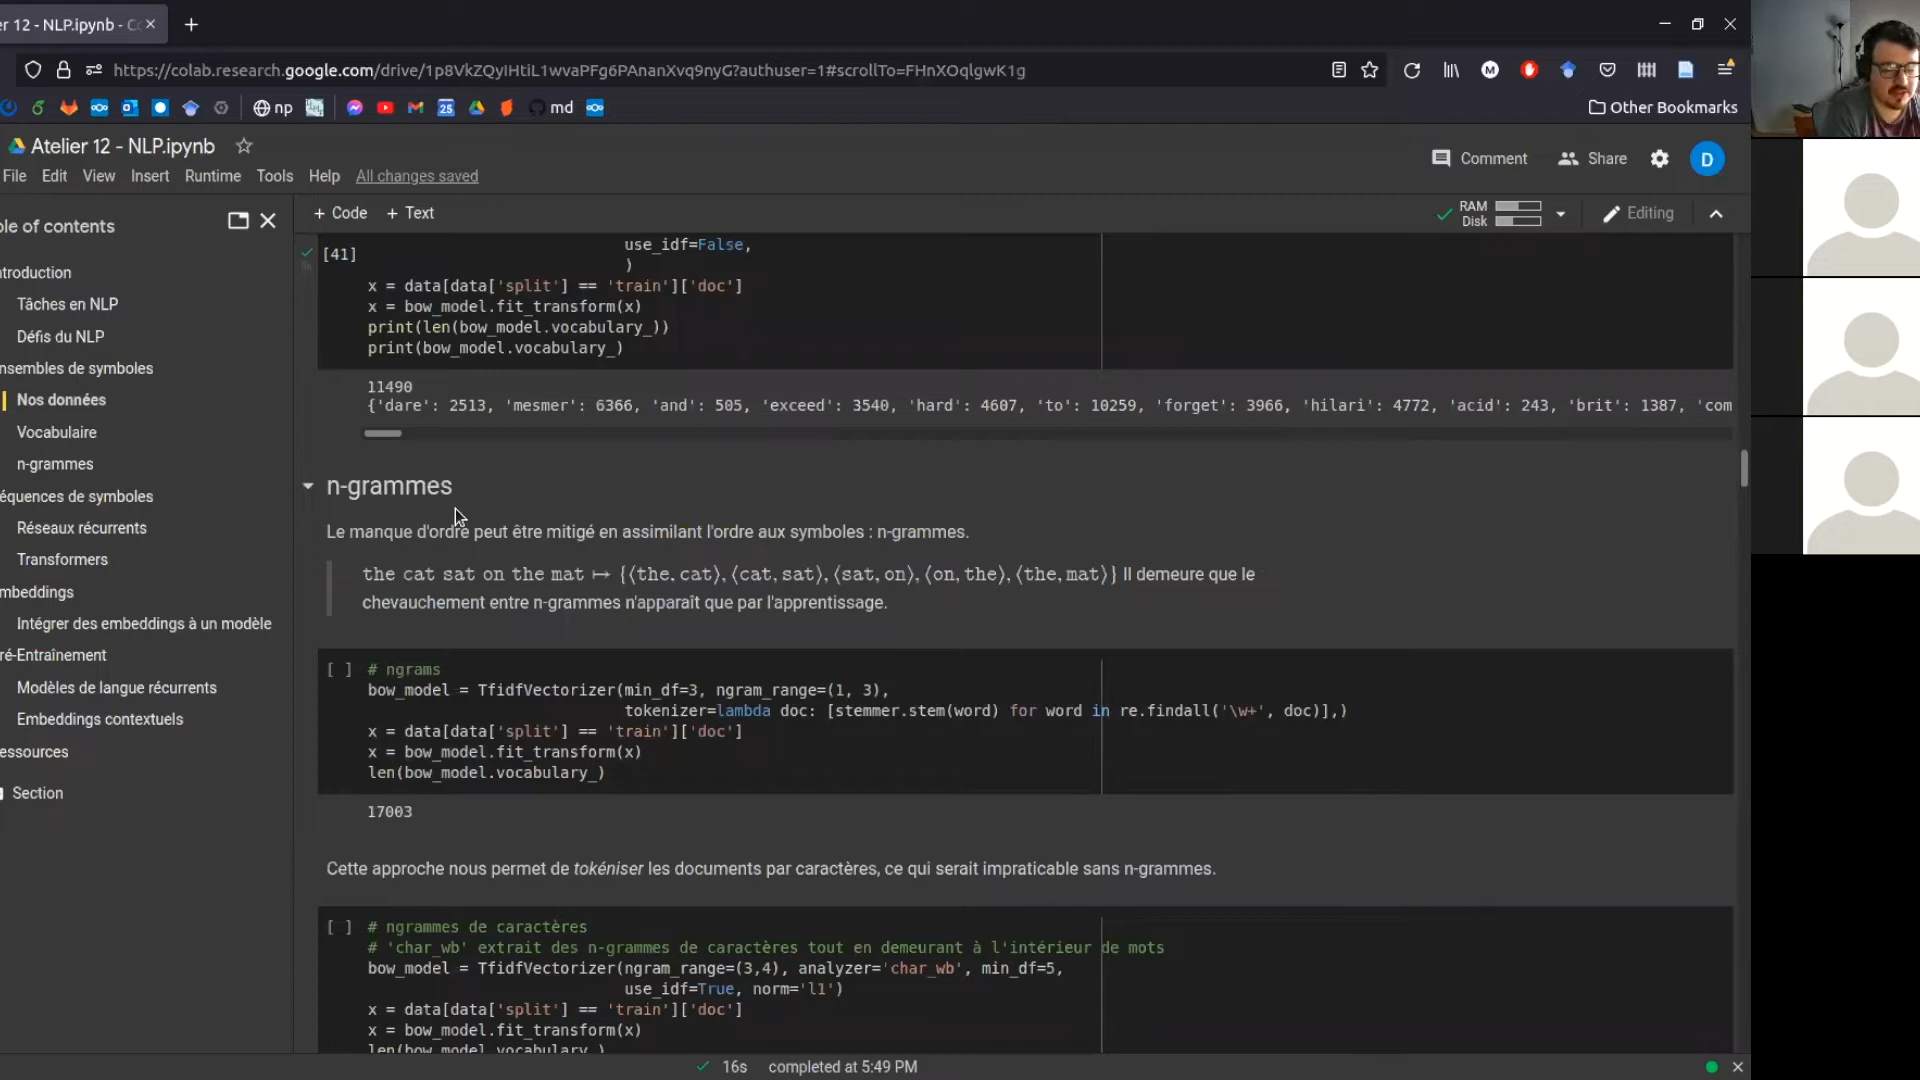 er 12 - NLP.ipynb - Co
https://colab.research.google.com/drive/1p8VkZQyIHtiL1wvaPFg6PAnanXvq9nyG?authuser=1#scrollTo=FHnXOqlgwK1g
np
25
md
Other Bookmarks
Atelier 12 - NLP.ipynb
Comment
Share
D
File Edit View Insert Runtime Tools Help All changes saved
ble of contents
+ Code + Text
RAM
Disk
Editing
ntroduction
Tâches en NLP
Défis du NLP
nsembles de symboles
Nos données
Vocabulaire
n-grammes
équences de symboles
Réseaux récurrents
Transformers
mbeddings
Intégrer des embeddings à un modèle
ré-Entraînement
Modèles de langue récurrents
Embeddings contextuels
essources
Section
[41]
use_idf=False,
)
x = data[data['split'] == 'train']['doc']
x = bow_model.fit_transform(x)
print(len(bow_model.vocabulary_))
print(bow_model.vocabulary_)
11490
{'dare': 2513, 'mesmer': 6366, 'and': 505, 'exceed': 3540, 'hard': 4607, 'to': 10259, 'forget': 3966, 'hilari': 4772, 'acid': 243, 'brit': 1387, 'com
n-grammes
Le manque d'ordre peut être mitigé en assimilant l'ordre aux symboles : n-grammes.
the cat sat on the mat ↦ {⟨the, cat⟩, ⟨cat, sat⟩, ⟨sat, on⟩, ⟨on, the⟩, ⟨the, mat⟩} Il demeure que le
chevauchement entre n-grammes n'apparaît que par l'apprentissage.
[ ] # ngrams
bow_model = TfidfVectorizer(min_df=3, ngram_range=(1, 3),
tokenizer=lambda doc: [stemmer.stem(word) for word in re.findall('\w+', doc)],)
x = data[data['split'] == 'train']['doc']
x = bow_model.fit_transform(x)
len(bow_model.vocabulary_)
17003
Cette approche nous permet de tokéniser les documents par caractères, ce qui serait impraticable sans n-grammes.
[ ] # ngrammes de caractères
# 'char_wb' extrait des n-grammes de caractères tout en demeurant à l'intérieur de mots
bow_model = TfidfVectorizer(ngram_range=(3,4), analyzer='char_wb', min_df=5,
use_idf=True, norm='l1')
x = data[data['split'] == 'train']['doc']
x = bow_model.fit_transform(x)
len(bow_model.vocabulary_)
16s completed at 5:49 PM